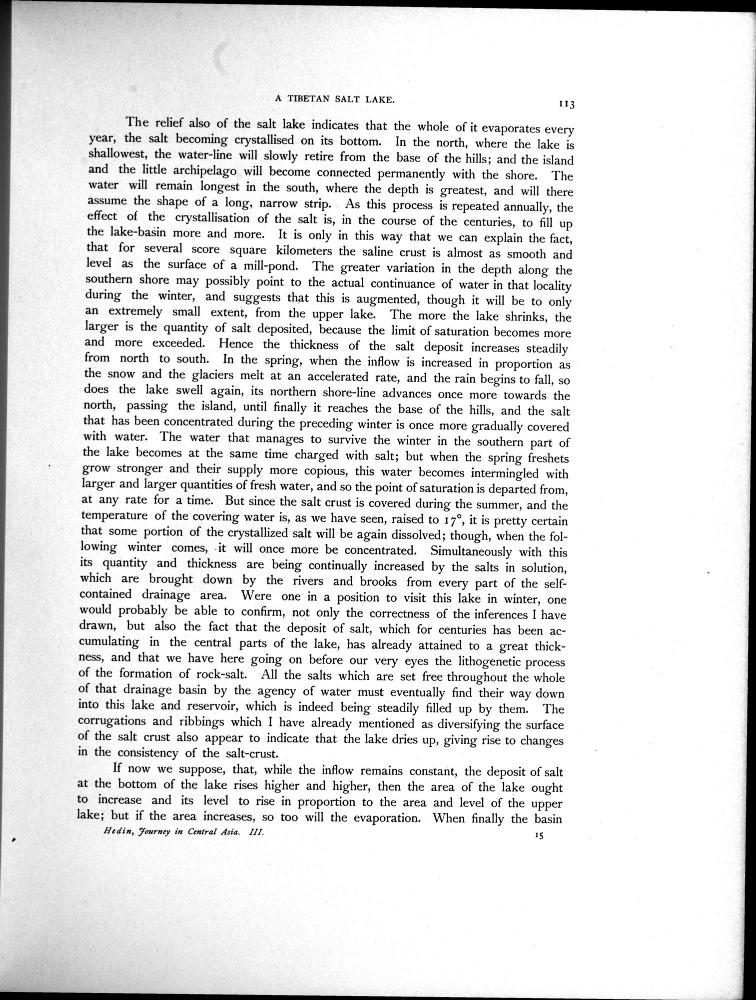 A TIBETAN SALT LAKE.
113
The relief also of the salt lake indicates that the whole of it evaporates every
year, the salt becoming crystallised on its bottom. In the north, where the lake is
shallowest, the water-line will slowly retire from the base of the hills; and the island
and the little archipelago will become connected permanently with the shore. The
water will remain longest in the south, where the depth is greatest, and will there
assume the shape of a long, narrow strip. As this process is repeated annually, the
effect of the crystallisation of the salt is, in the course of the centuries, to fill up
the lake-basin more and more. It is only in this way that we can explain the fact,
that for several score square kilometers the saline crust is almost as smooth and
level as the surface of a mill-pond. The greater variation in the depth along the
southern shore may possibly point to the actual continuance of water in that locality
during the winter, and suggests that this is augmented, though it will be to only
an extremely small extent, from the upper lake. The more the lake shrinks, the
larger is the quantity of salt deposited, because the limit of saturation becomes more
and more exceeded. Hence the thickness of the salt deposit increases steadily
from north to south. In the spring, when the inflow is increased in proportion as
the snow and the glaciers melt at an accelerated rate, and the rain begins to fall, so
does the lake swell again, its northern shore-line advances once more towards the
north, passing the island, until finally it reaches the base of the hills, and the salt
that has been concentrated during the preceding winter is once more gradually covered
with water. The water that manages to survive the winter in the southern part of
the lake becomes at the same time charged with salt; but when the spring freshets
grow stronger and their supply more copious, this water becomes intermingled with
larger and larger quantities of fresh water, and so the point of saturation is departed from,
at any rate for a time. But since the salt crust is covered during the summer, and the
temperature of the covering water is, as we have seen, raised to 17°, it is pretty certain
that some portion of the crystallized salt will be again dissolved; though, when the fol-
lowing winter comes, it will once more be concentrated. Simultaneously with this
its quantity and thickness are being continually increased by the salts in solution,
which are brought down by the rivers and brooks from every part of the self-
contained drainage area. Were one in a position to visit this lake in winter, one
would probably be able to confirm, not only the correctness of the inferences I have
drawn, but also the fact that the deposit of salt, which for centuries has been ac-
cumulating in the central parts of the lake, has already attained to a great thick-
ness, and that we have here going on before our very eyes the lithogenetic process
of the formation of rock-salt. All the salts which are set free throughout the whole
of that drainage basin by the agency of water must eventually find their way down
into this lake and reservoir, which is indeed being steadily filled up by them. The
corrugations and ribbings which I have already mentioned as diversifying the surface
of the salt crust also appear to indicate that the lake dries up, giving rise to changes
in the consistency of the salt-crust.
If now we suppose, that, while the inflow remains constant, the deposit of salt
at the bottom of the lake rises higher and higher, then the area of the lake ought
to increase and its level to rise in proportion to the area and level of the upper
lake; but if the area increases, so too will the evaporation. When finally the basin
Hedin, Journey in Central Asia. III.
15